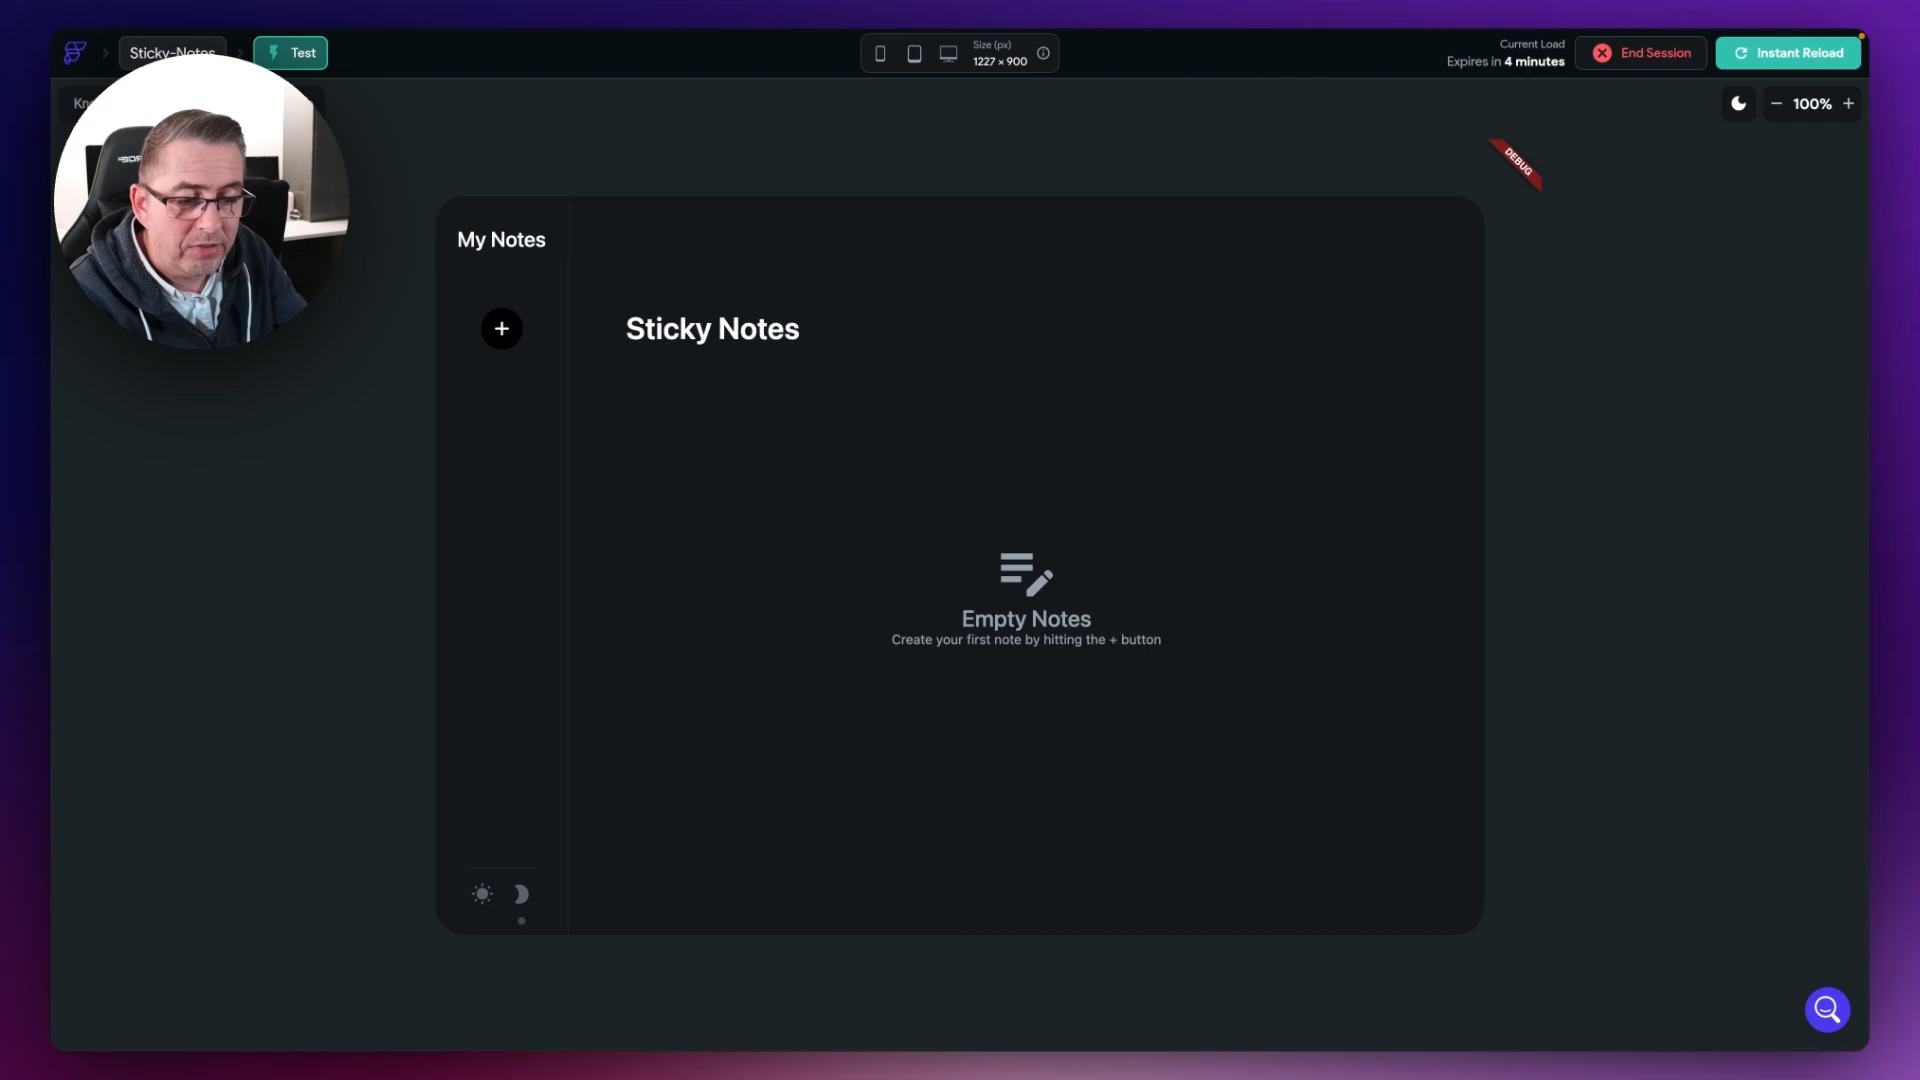 Sticky-Notes
Test
Size (px)
1227 × 900
Current Load
Expires in 4 minutes
End Session
Instant Reload
100%
DEBUG
My Notes
+
Sticky Notes
Empty Notes
Create your first note by hitting the + button